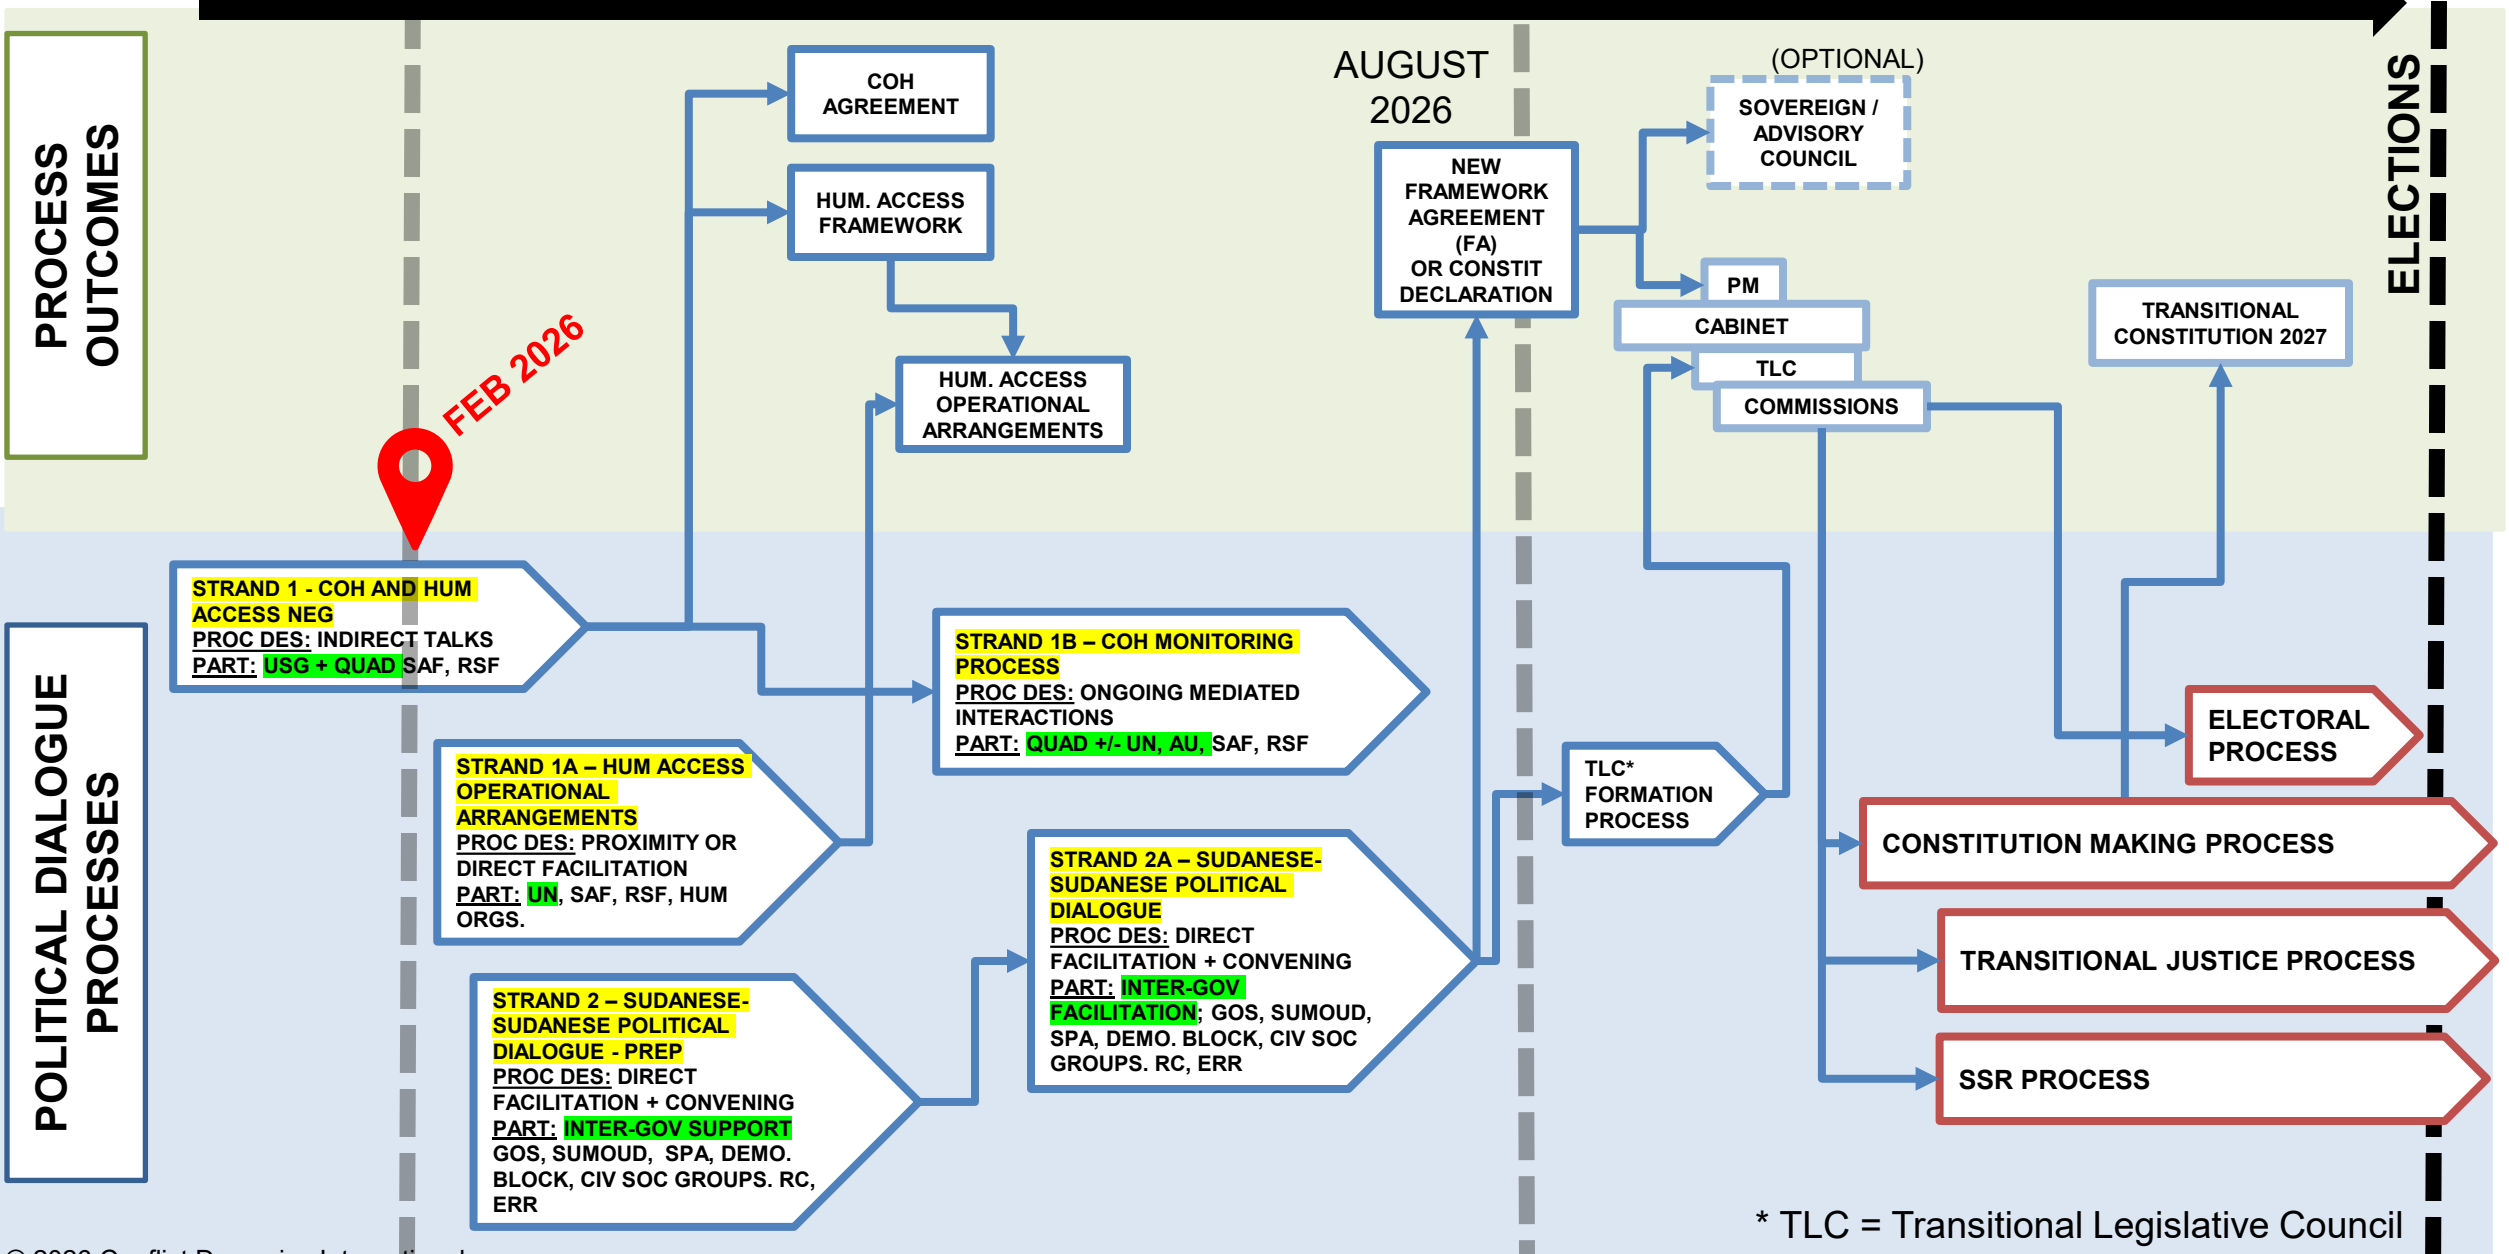 PROCESS
OUTCOMES
COH
AGREEMENT
HUM. ACCESS
FRAMEWORK
HUM. ACCESS
OPERATIONAL
ARRANGEMENTS
FEB 2026
AUGUST
2026
NEW
FRAMEWORK
AGREEMENT
(FA)
OR CONSTIT
DECLARATION
(OPTIONAL)
SOVEREIGN /
ADVISORY
COUNCIL
PM
CABINET
TLC
COMMISSIONS
TRANSITIONAL
CONSTITUTION 2027
ELECTIONS
POLITICAL DIALOGUE
PROCESSES
STRAND 1 - COH AND HUM
ACCESS NEG
PROC DES: INDIRECT TALKS
PART: USG + QUAD SAF, RSF
STRAND 1A – HUM ACCESS
OPERATIONAL
ARRANGEMENTS
PROC DES: PROXIMITY OR
DIRECT FACILITATION
PART: UN, SAF, RSF, HUM
ORGS.
STRAND 1B – COH MONITORING
PROCESS
PROC DES: ONGOING MEDIATED
INTERACTIONS
PART: QUAD +/- UN, AU, SAF, RSF
STRAND 2 – SUDANESE-
SUDANESE POLITICAL
DIALOGUE - PREP
PROC DES: DIRECT
FACILITATION + CONVENING
PART: INTER-GOV SUPPORT
GOS, SUMOUD, SPA, DEMO.
BLOCK, CIV SOC GROUPS. RC,
ERR
STRAND 2A – SUDANESE-
SUDANESE POLITICAL
DIALOGUE
PROC DES: DIRECT
FACILITATION + CONVENING
PART: INTER-GOV
FACILITATION; GOS, SUMOUD,
SPA, DEMO. BLOCK, CIV SOC
GROUPS. RC, ERR
TLC*
FORMATION
PROCESS
ELECTORAL
PROCESS
CONSTITUTION MAKING PROCESS
TRANSITIONAL JUSTICE PROCESS
SSR PROCESS
* TLC = Transitional Legislative Council
© 2026 Conflict Dynamics International